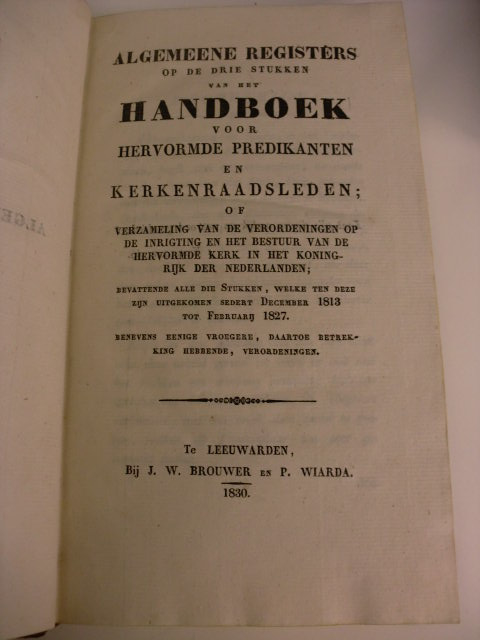 ALGEMEENE REGISTERS
OP DE DRIE STUKKEN
VAN HET
HANDBOEK
VOOR
HERVORMDE PREDIKANTEN
EN
KERKENRAADSLEDEN;
OF
VERZAMELING VAN DE VERORDENINGEN OP
DE INRIGTING EN HET BESTUUR VAN DE
HERVORMDE KERK IN HET KONING-
RIJK DER NEDERLANDEN;
BEVATTENDE ALLE DIE STUKKEN, WELKE TEN DEZE
ZIJN UITGEKOMEN SEDERT DECEMBER 1813
TOT FEBRUARIJ 1827.
BENEVENS EENIGE VROEGERE, DAARTOE BETREK-
KING HEBBENDE, VERORDENINGEN.
Te LEEUWARDEN,
Bij J. W. BROUWER EN P. WIARDA.
1830.